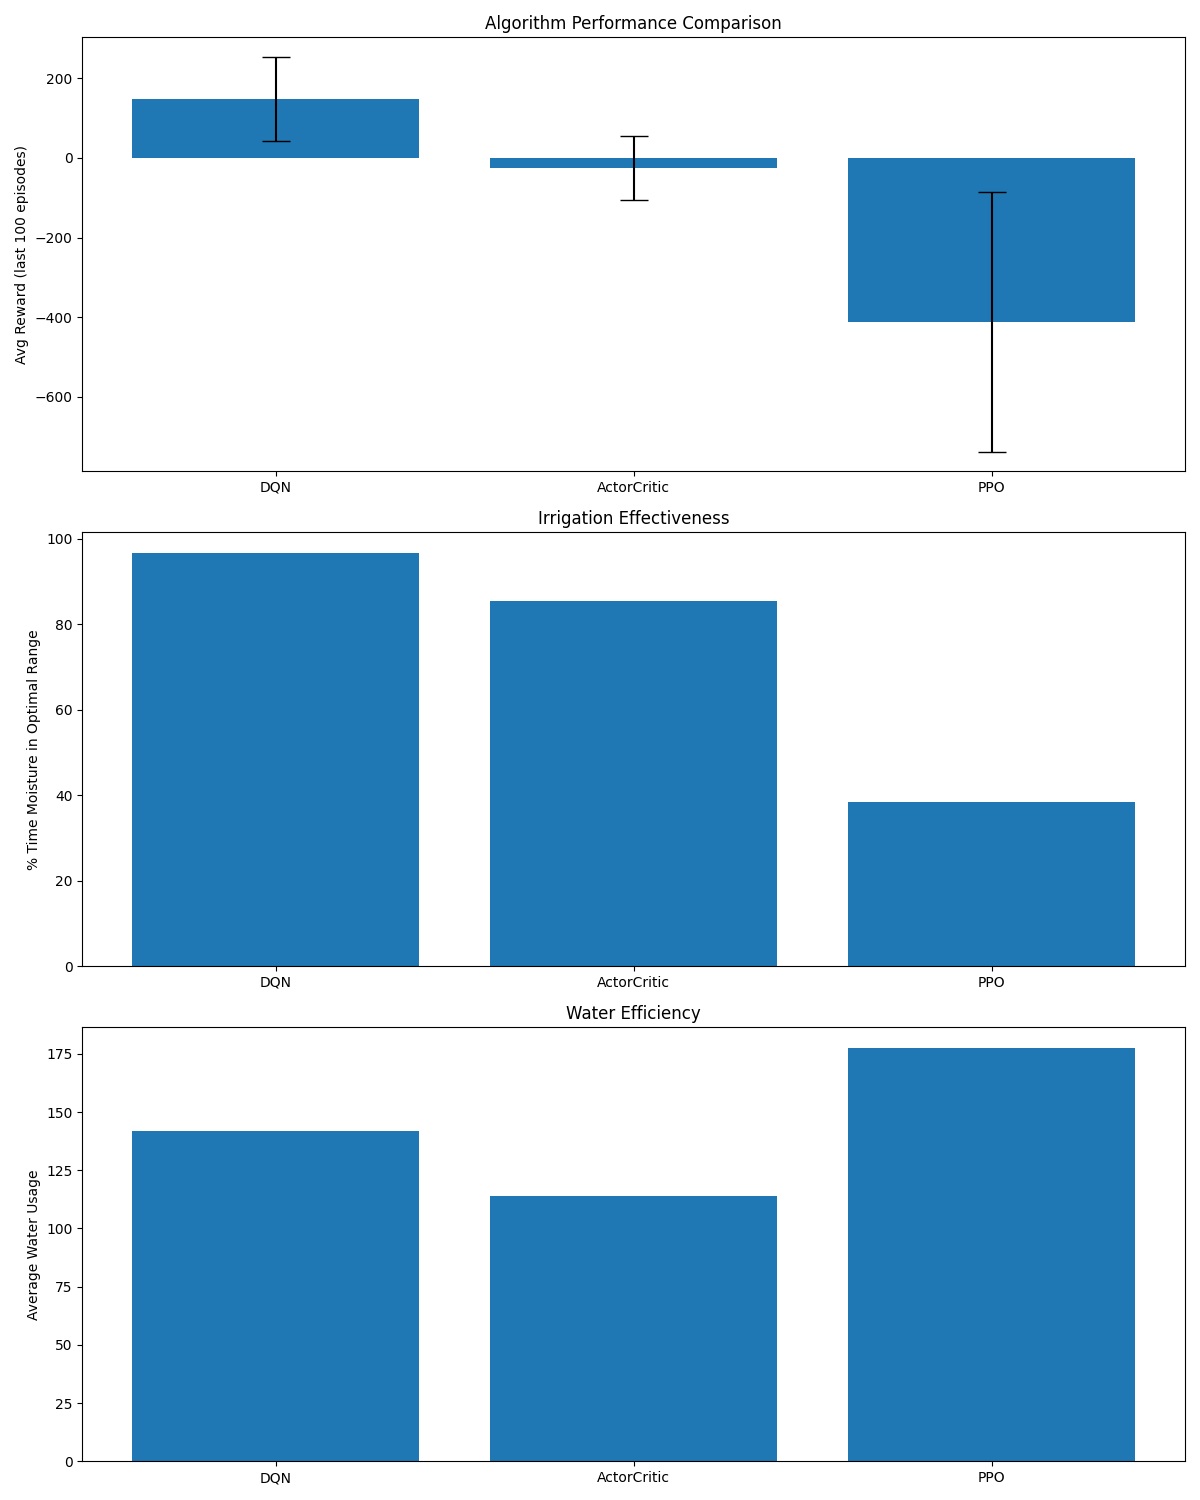 Algorithm Performance Comparison
Avg Reward (last 100 episodes)
200
0
−200
−400
−600
DQN
ActorCritic
PPO
Irrigation Effectiveness
% Time Moisture in Optimal Range
100
80
60
40
20
0
DQN
ActorCritic
PPO
Water Efficiency
Average Water Usage
175
150
125
100
75
50
25
0
DQN
ActorCritic
PPO